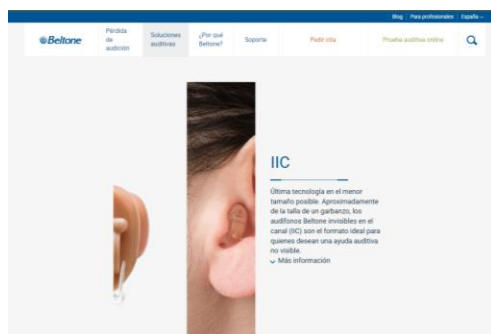 Blog Para profesionales España
Beltone
Pérdida de audición
Soluciones auditivas
¿Por qué Beltone?
Soporte
Pedir cita
Prueba auditiva online
IIC
Última tecnología en el menor
tamaño posible. Aproximadamente
de la talla de un garbanzo, los
audífonos Beltone invisibles en el
canal (IIC) son el formato ideal para
quienes desean una ayuda auditiva
no visible.
Más información